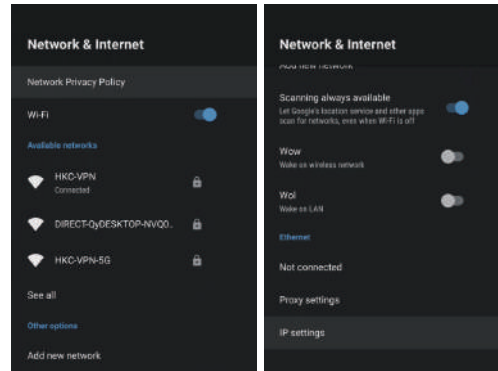 Network & Internet
Network Privacy Policy
Wi-Fi
Available networks
HKC-VPN
Connected
DIRECT-QyDESKTOP-NVQ0..
HKC-VPN-5G
See all
Other options
Add new network
Network & Internet
Add new network
Scanning always available
Let Google's location service and other apps
scan for networks, even when Wi-Fi is off
Wow
Wake on wireless network
Wol
Wake on LAN
Ethernet
Not connected
Proxy settings
IP settings